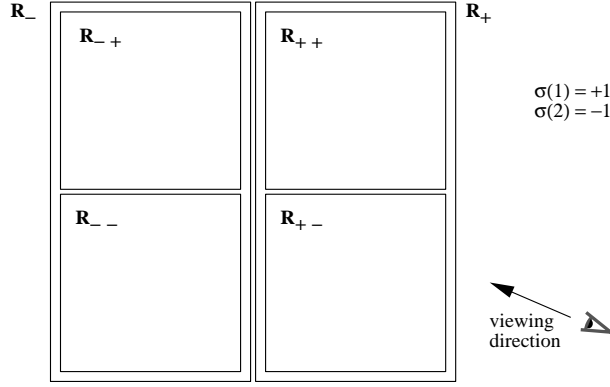 R− R+
R− + R+ +
σ(1) = +1
σ(2) = −1
R− − R+ −
viewing
direction